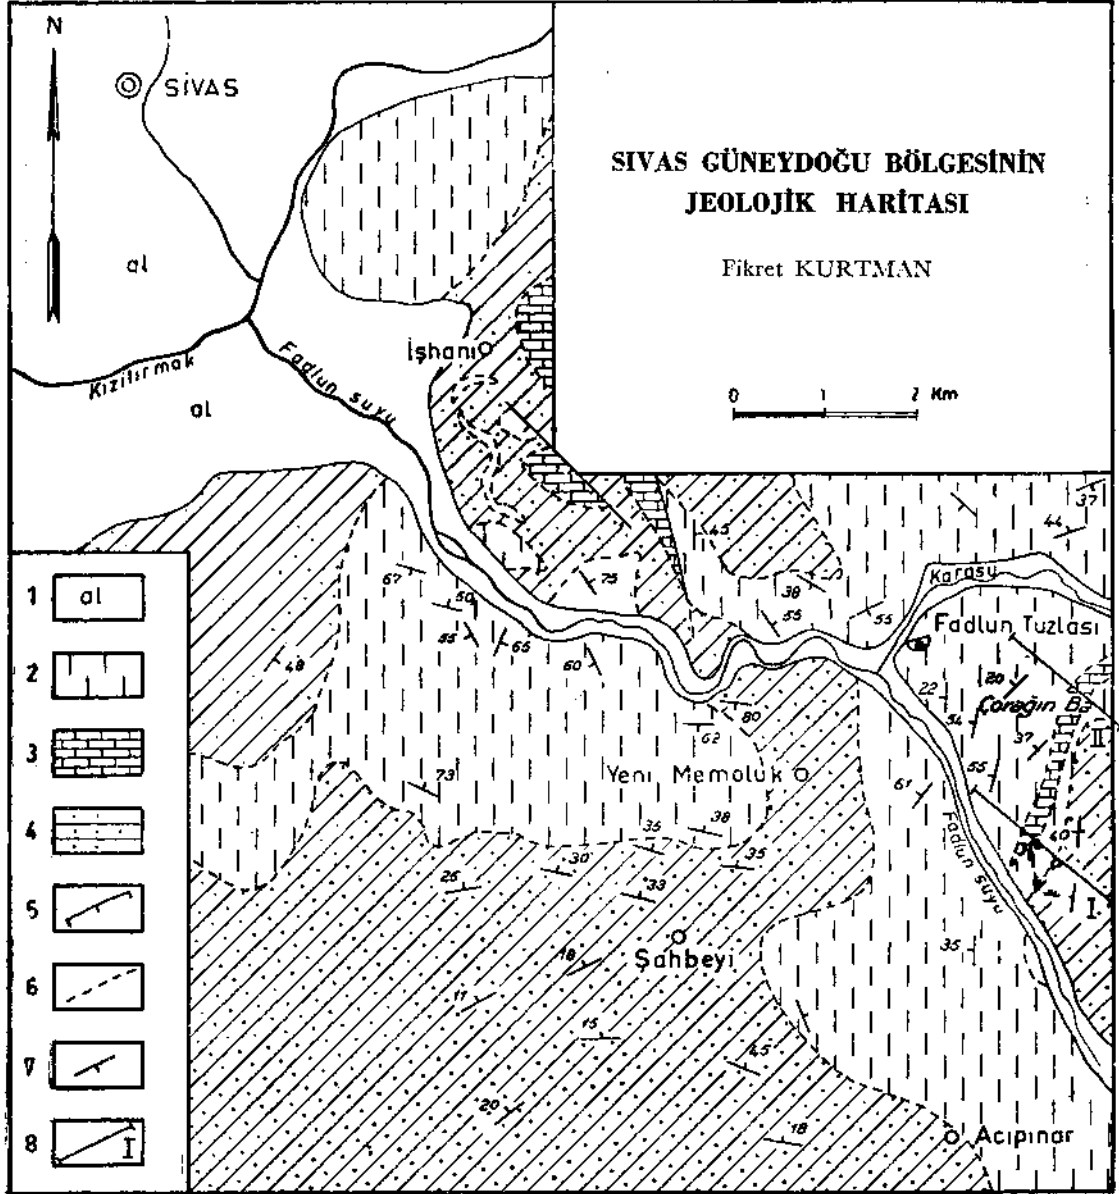 N
SİVAS
SIVAS GÜNEYDOĞU BÖLGESİNİN
JEOLOJİK HARİTASI
Fikret KURTMAN
al
0 1 2 Km
İşhanı
Kızılırmak
Fadlun suyu
al
37
44
45
38
55
55
Karasu
Fadlun Tuzlası
67
50
55
65
75
60
48
22
20
54
Çorağın B.
37
II
80
62
Yeni Memoluk
73
61
55
Fadlun suyu
40
I
35
38
30
35
26
33
Şahbeyi
18
35
11
15
45
20
18
Acıpınar
1 al
2
3
4
5
6
7
8 I